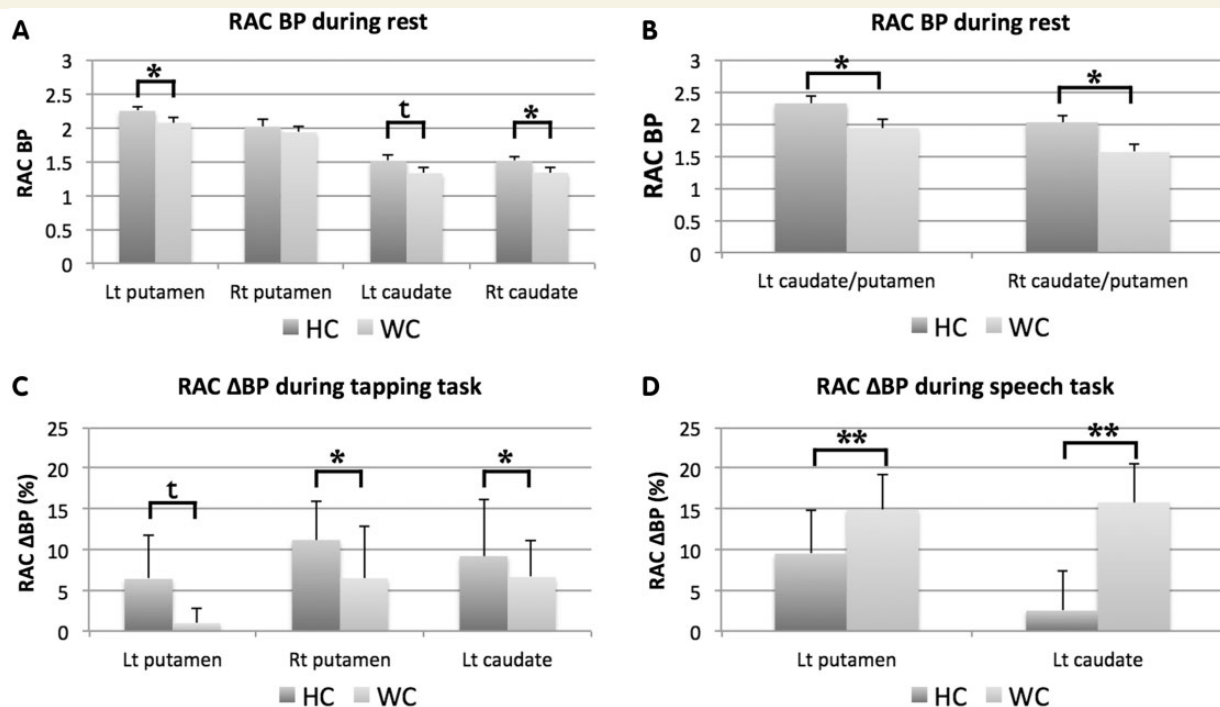 A
RAC BP during rest
RAC BP
3
2.5
2
1.5
1
0.5
0
*
t
*
Lt putamen Rt putamen Lt caudate Rt caudate
HC WC
B
RAC BP during rest
RAC BP
3
2.5
2
1.5
1
0.5
0
*
*
Lt caudate/putamen Rt caudate/putamen
HC WC
C
RAC ΔBP during tapping task
RAC ΔBP (%)
25
20
15
10
5
0
t
*
*
Lt putamen Rt putamen Lt caudate
HC WC
D
RAC ΔBP during speech task
RAC ΔBP (%)
25
20
15
10
5
0
**
**
Lt putamen Lt caudate
HC WC